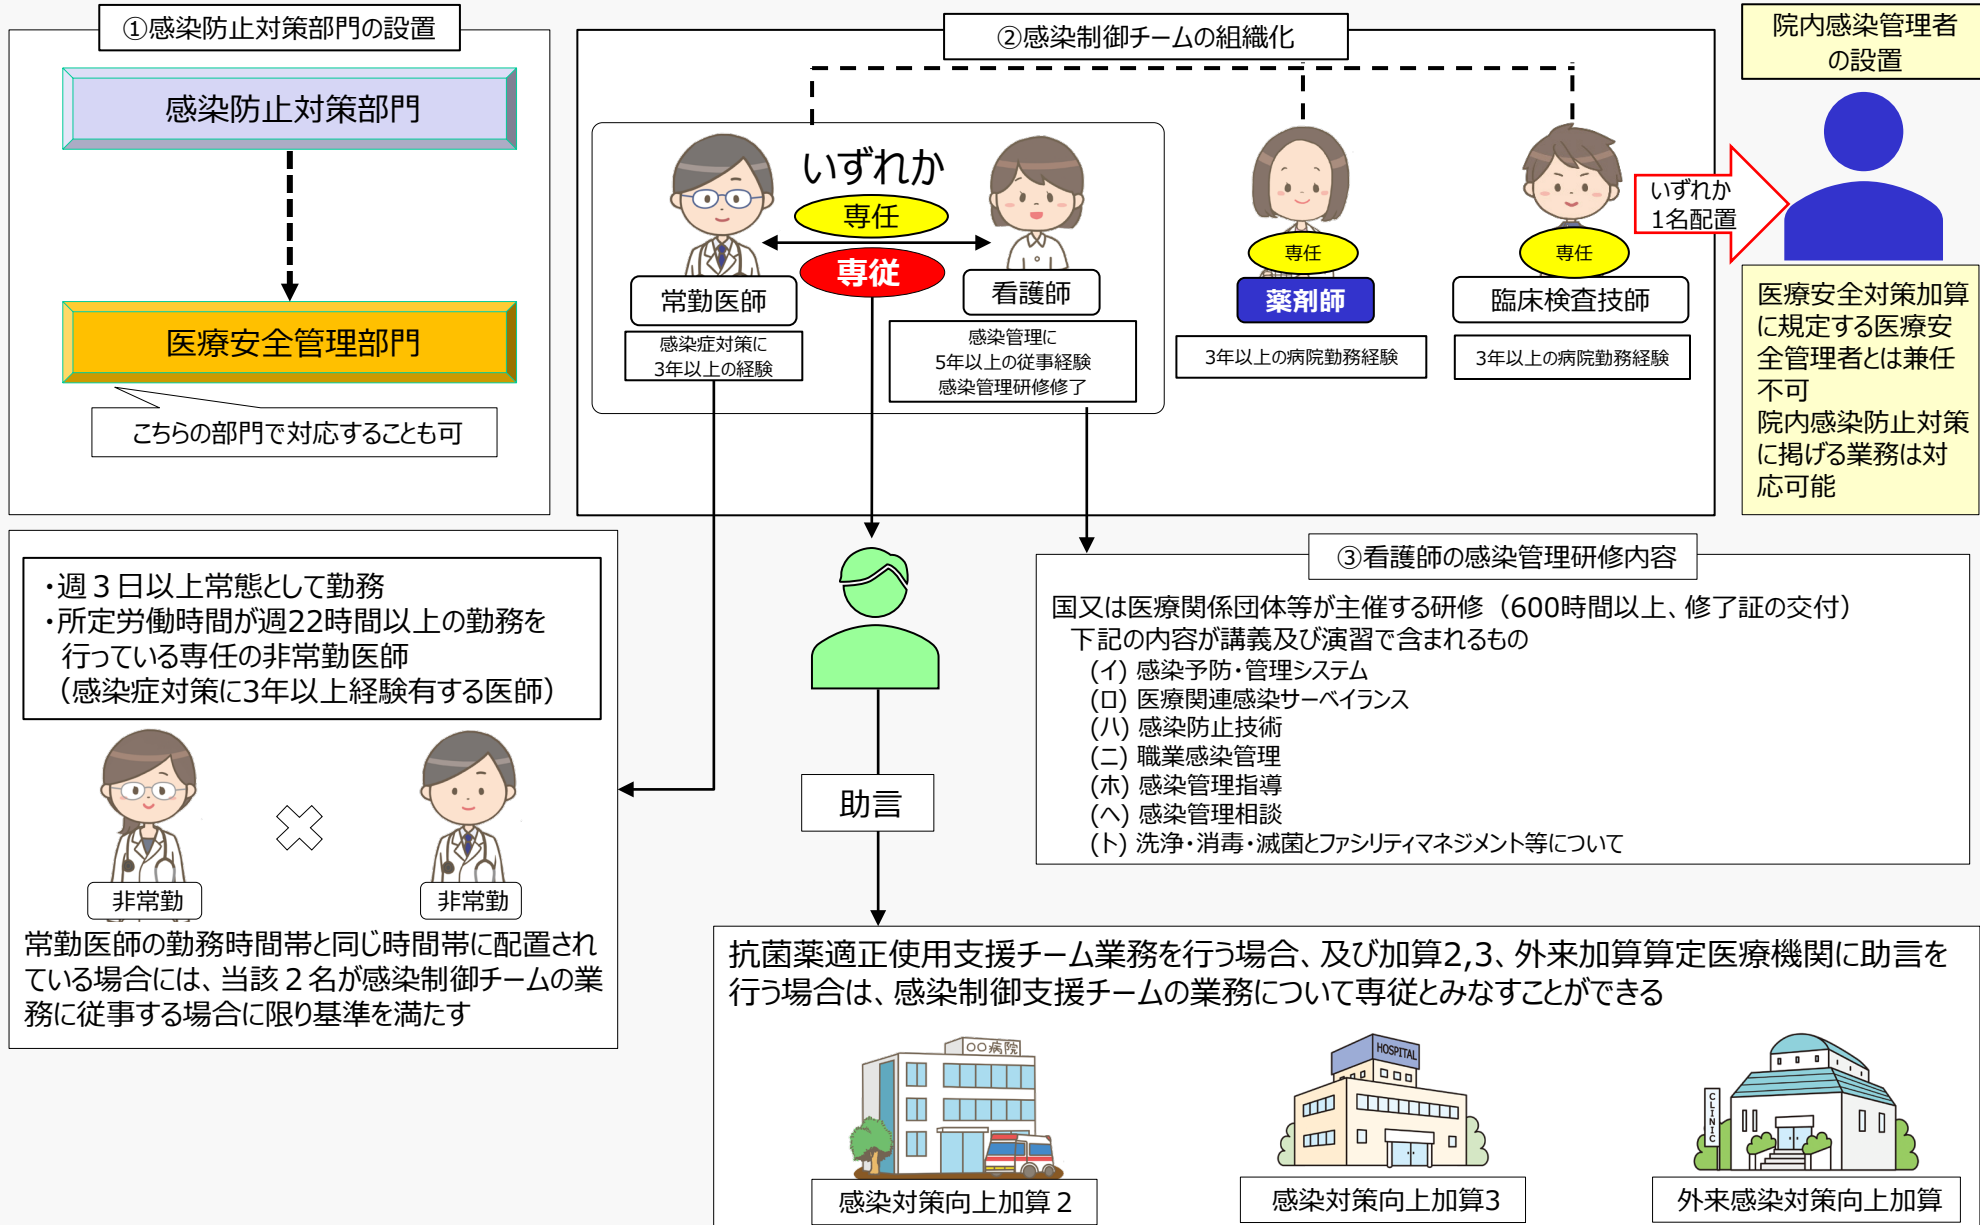 ①感染防止対策部門の設置
感染防止対策部門
医療安全管理部門
こちらの部門で対応することも可
②感染制御チームの組織化
いずれか
専任
専従
常勤医師
感染症対策に
3年以上の経験
看護師
感染管理に
5年以上の従事経験
感染管理研修修了
専任
薬剤師
3年以上の病院勤務経験
専任
臨床検査技師
3年以上の病院勤務経験
いずれか
1名配置
院内感染管理者
の設置
医療安全対策加算
に規定する医療安
全管理者とは兼任
不可
院内感染防止対策
に掲げる業務は対
応可能
・週３日以上常態として勤務
・所定労働時間が週22時間以上の勤務を
行っている専任の非常勤医師
（感染症対策に3年以上経験有する医師）
非常勤
非常勤
常勤医師の勤務時間帯と同じ時間帯に配置され
ている場合には、当該２名が感染制御チームの業
務に従事する場合に限り基準を満たす
助言
③看護師の感染管理研修内容
国又は医療関係団体等が主催する研修（600時間以上、修了証の交付）
下記の内容が講義及び演習で含まれるもの
(イ) 感染予防・管理システム
(ロ) 医療関連感染サーベイランス
(ハ) 感染防止技術
(ニ) 職業感染管理
(ホ) 感染管理指導
(ヘ) 感染管理相談
(ト) 洗浄・消毒・滅菌とファシリティマネジメント等について
抗菌薬適正使用支援チーム業務を行う場合、及び加算2,3、外来加算算定医療機関に助言を
行う場合は、感染制御支援チームの業務について専従とみなすことができる
○○病院
HOSPITAL
CLINIC
感染対策向上加算２
感染対策向上加算3
外来感染対策向上加算